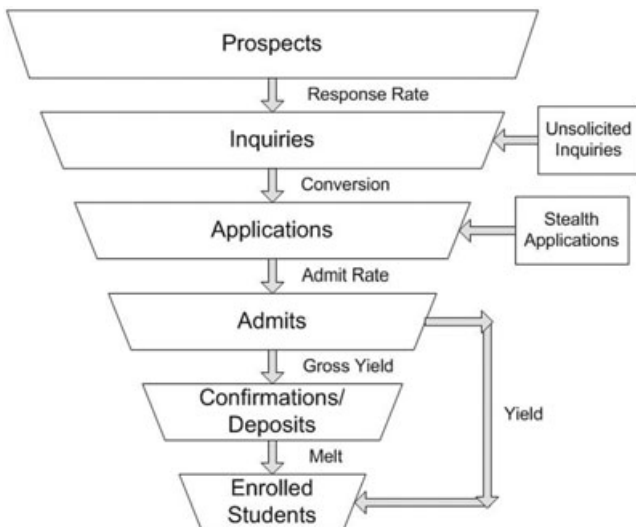 Prospects
Response Rate
Inquiries
Unsolicited
Inquiries
Conversion
Applications
Stealth
Applications
Admit Rate
Admits
Gross Yield
Confirmations/
Deposits
Yield
Melt
Enrolled
Students